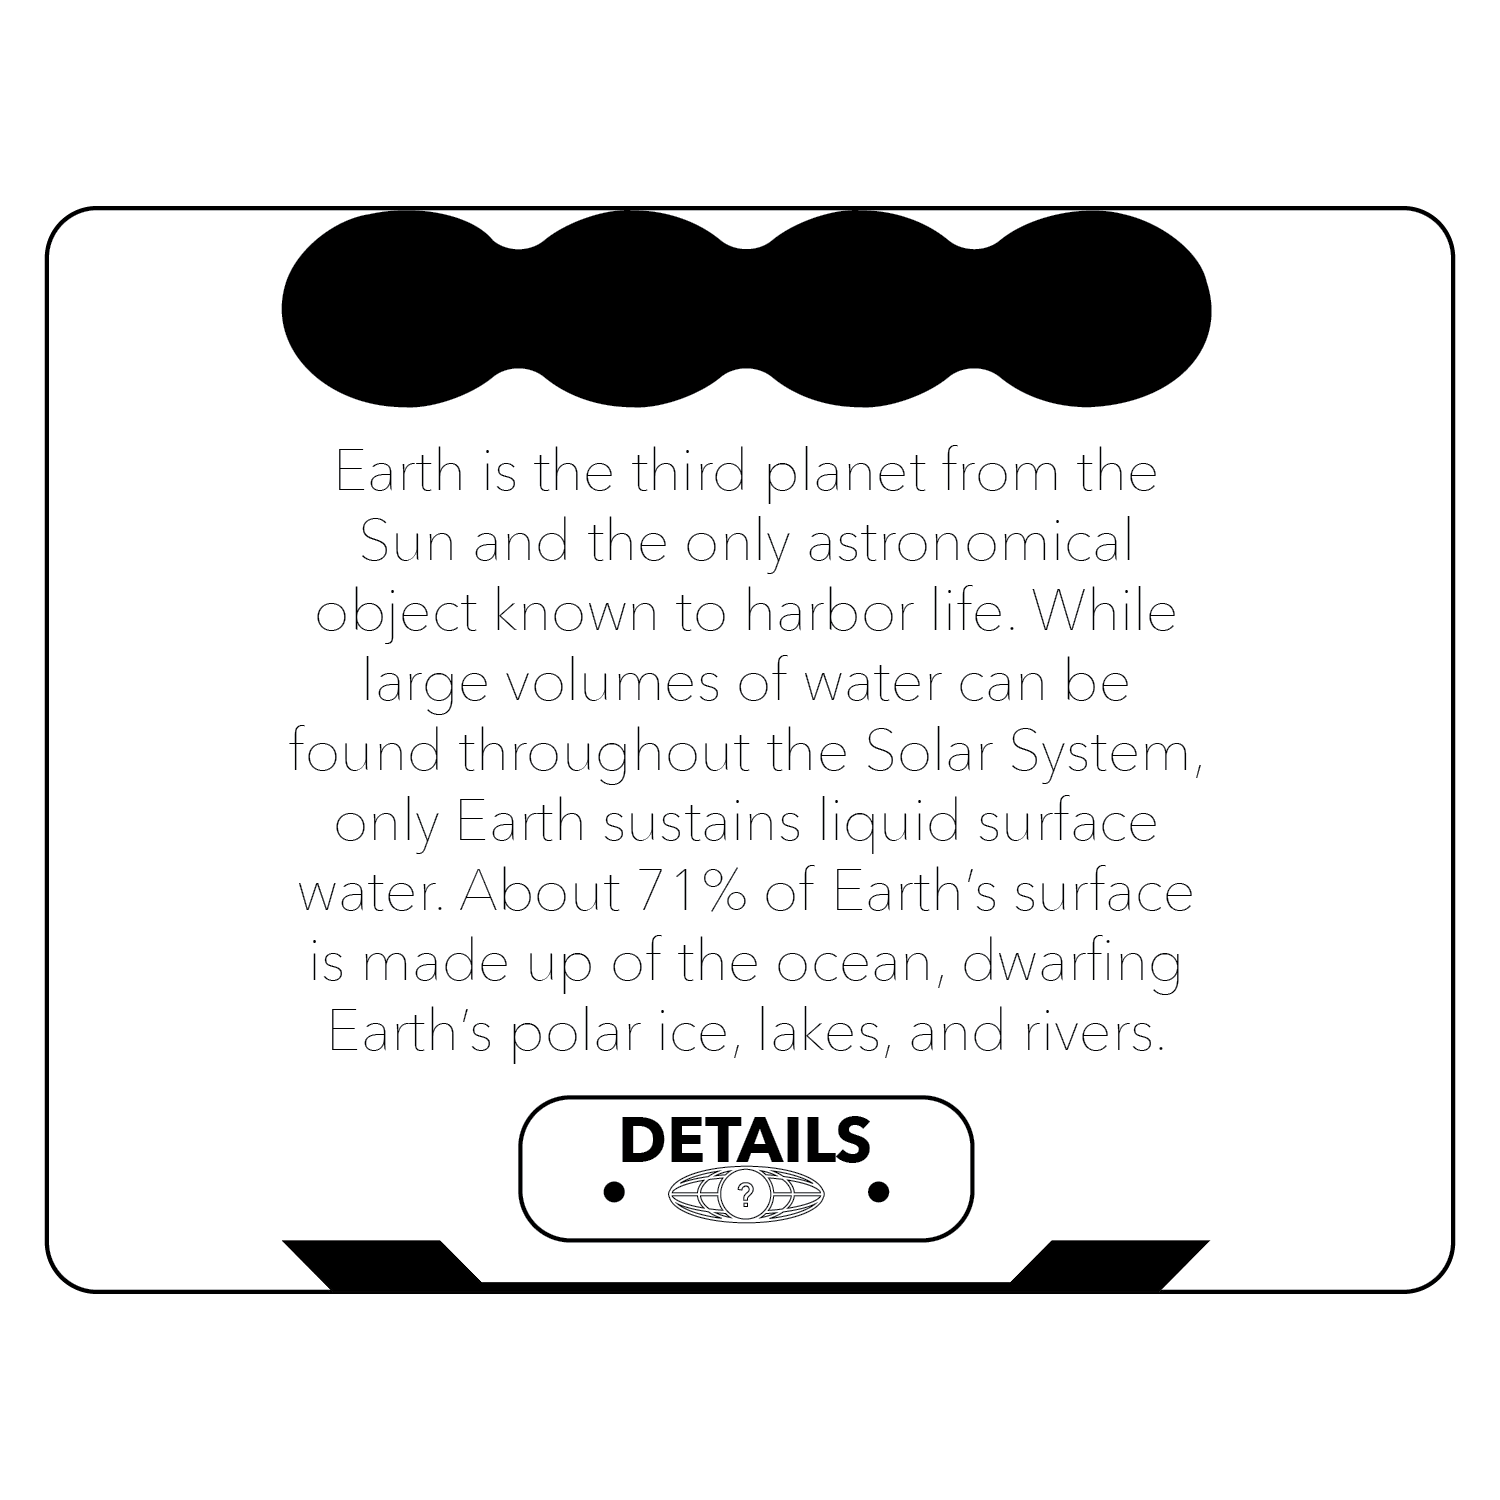 Earth is the third planet from the
Sun and the only astronomical
object known to harbor life. While
large volumes of water can be
found throughout the Solar System,
only Earth sustains liquid surface
water. About 71% of Earth’s surface
is made up of the ocean, dwarfing
Earth’s polar ice, lakes, and rivers.
DETAILS
?